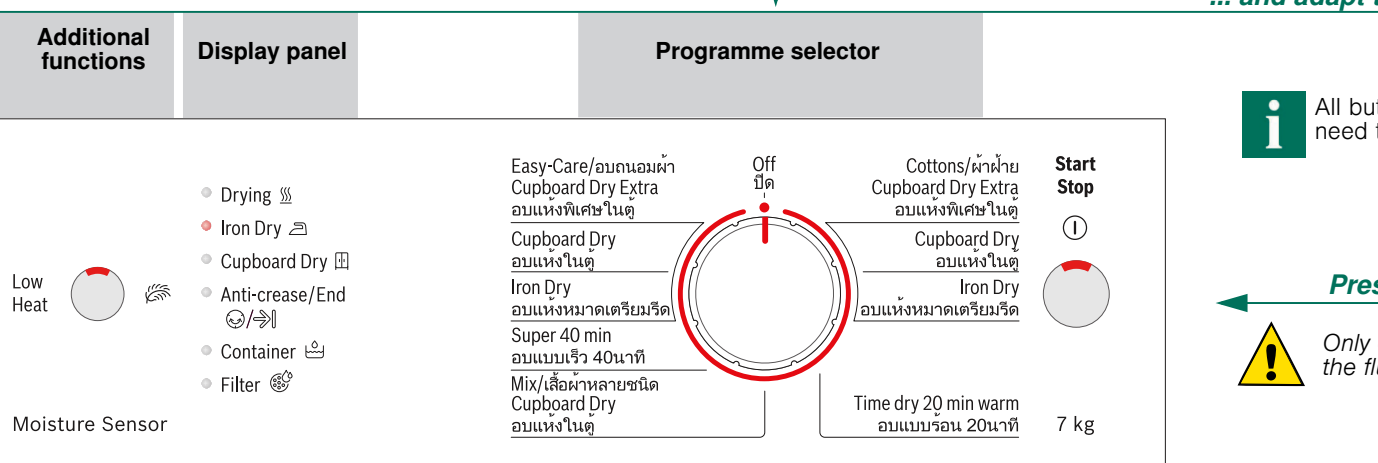 ... and adapt
Additional
functions
Display panel
Programme selector
All
need
Low
Heat
Drying
Iron Dry
Cupboard Dry
Anti-crease/End
Container
Filter
Moisture Sensor
Easy-Care/อบถนอมผ้า
Cupboard Dry Extra
อบแห้งพิเศษในตู้
Cupboard Dry
อบแห้งในตู้
Iron Dry
อบแห้งหมาดเตรียมรีด
Super 40 min
อบแบบเร็ว 40นาที
Mix/เสื้อผ้าหลายชนิด
Cupboard Dry
อบแห้งในตู้
Off
ปิด
Cottons/ผ้าฝ้าย
Cupboard Dry Extra
อบแห้งพิเศษในตู้
Cupboard Dry
อบแห้งในตู้
Iron Dry
อบแห้งหมาดเตรียมรีด
Time dry 20 min warm
อบแบบร้อน 20นาที
Start
Stop
7 kg
Only
the